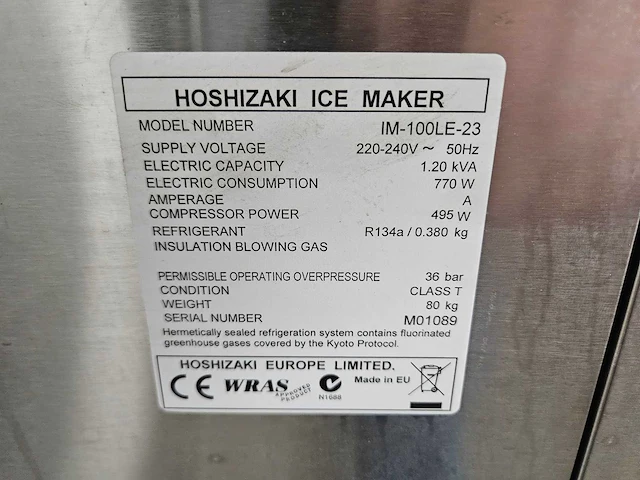 HOSHIZAKI ICE MAKER
MODEL NUMBER IM-100LE-23
SUPPLY VOLTAGE 220-240V ~ 50Hz
ELECTRIC CAPACITY 1.20 kVA
ELECTRIC CONSUMPTION 770 W
AMPERAGE A
COMPRESSOR POWER 495 W
REFRIGERANT R134a / 0.380 kg
INSULATION BLOWING GAS
PERMISSIBLE OPERATING OVERPRESSURE 36 bar
CONDITION CLASS T
WEIGHT 80 kg
SERIAL NUMBER M01089
Hermetically sealed refrigeration system contains fluorinated
greenhouse gases covered by the Kyoto Protocol.
HOSHIZAKI EUROPE LIMITED.
CE WRAS APPROVED PRODUCT N1688 Made in EU